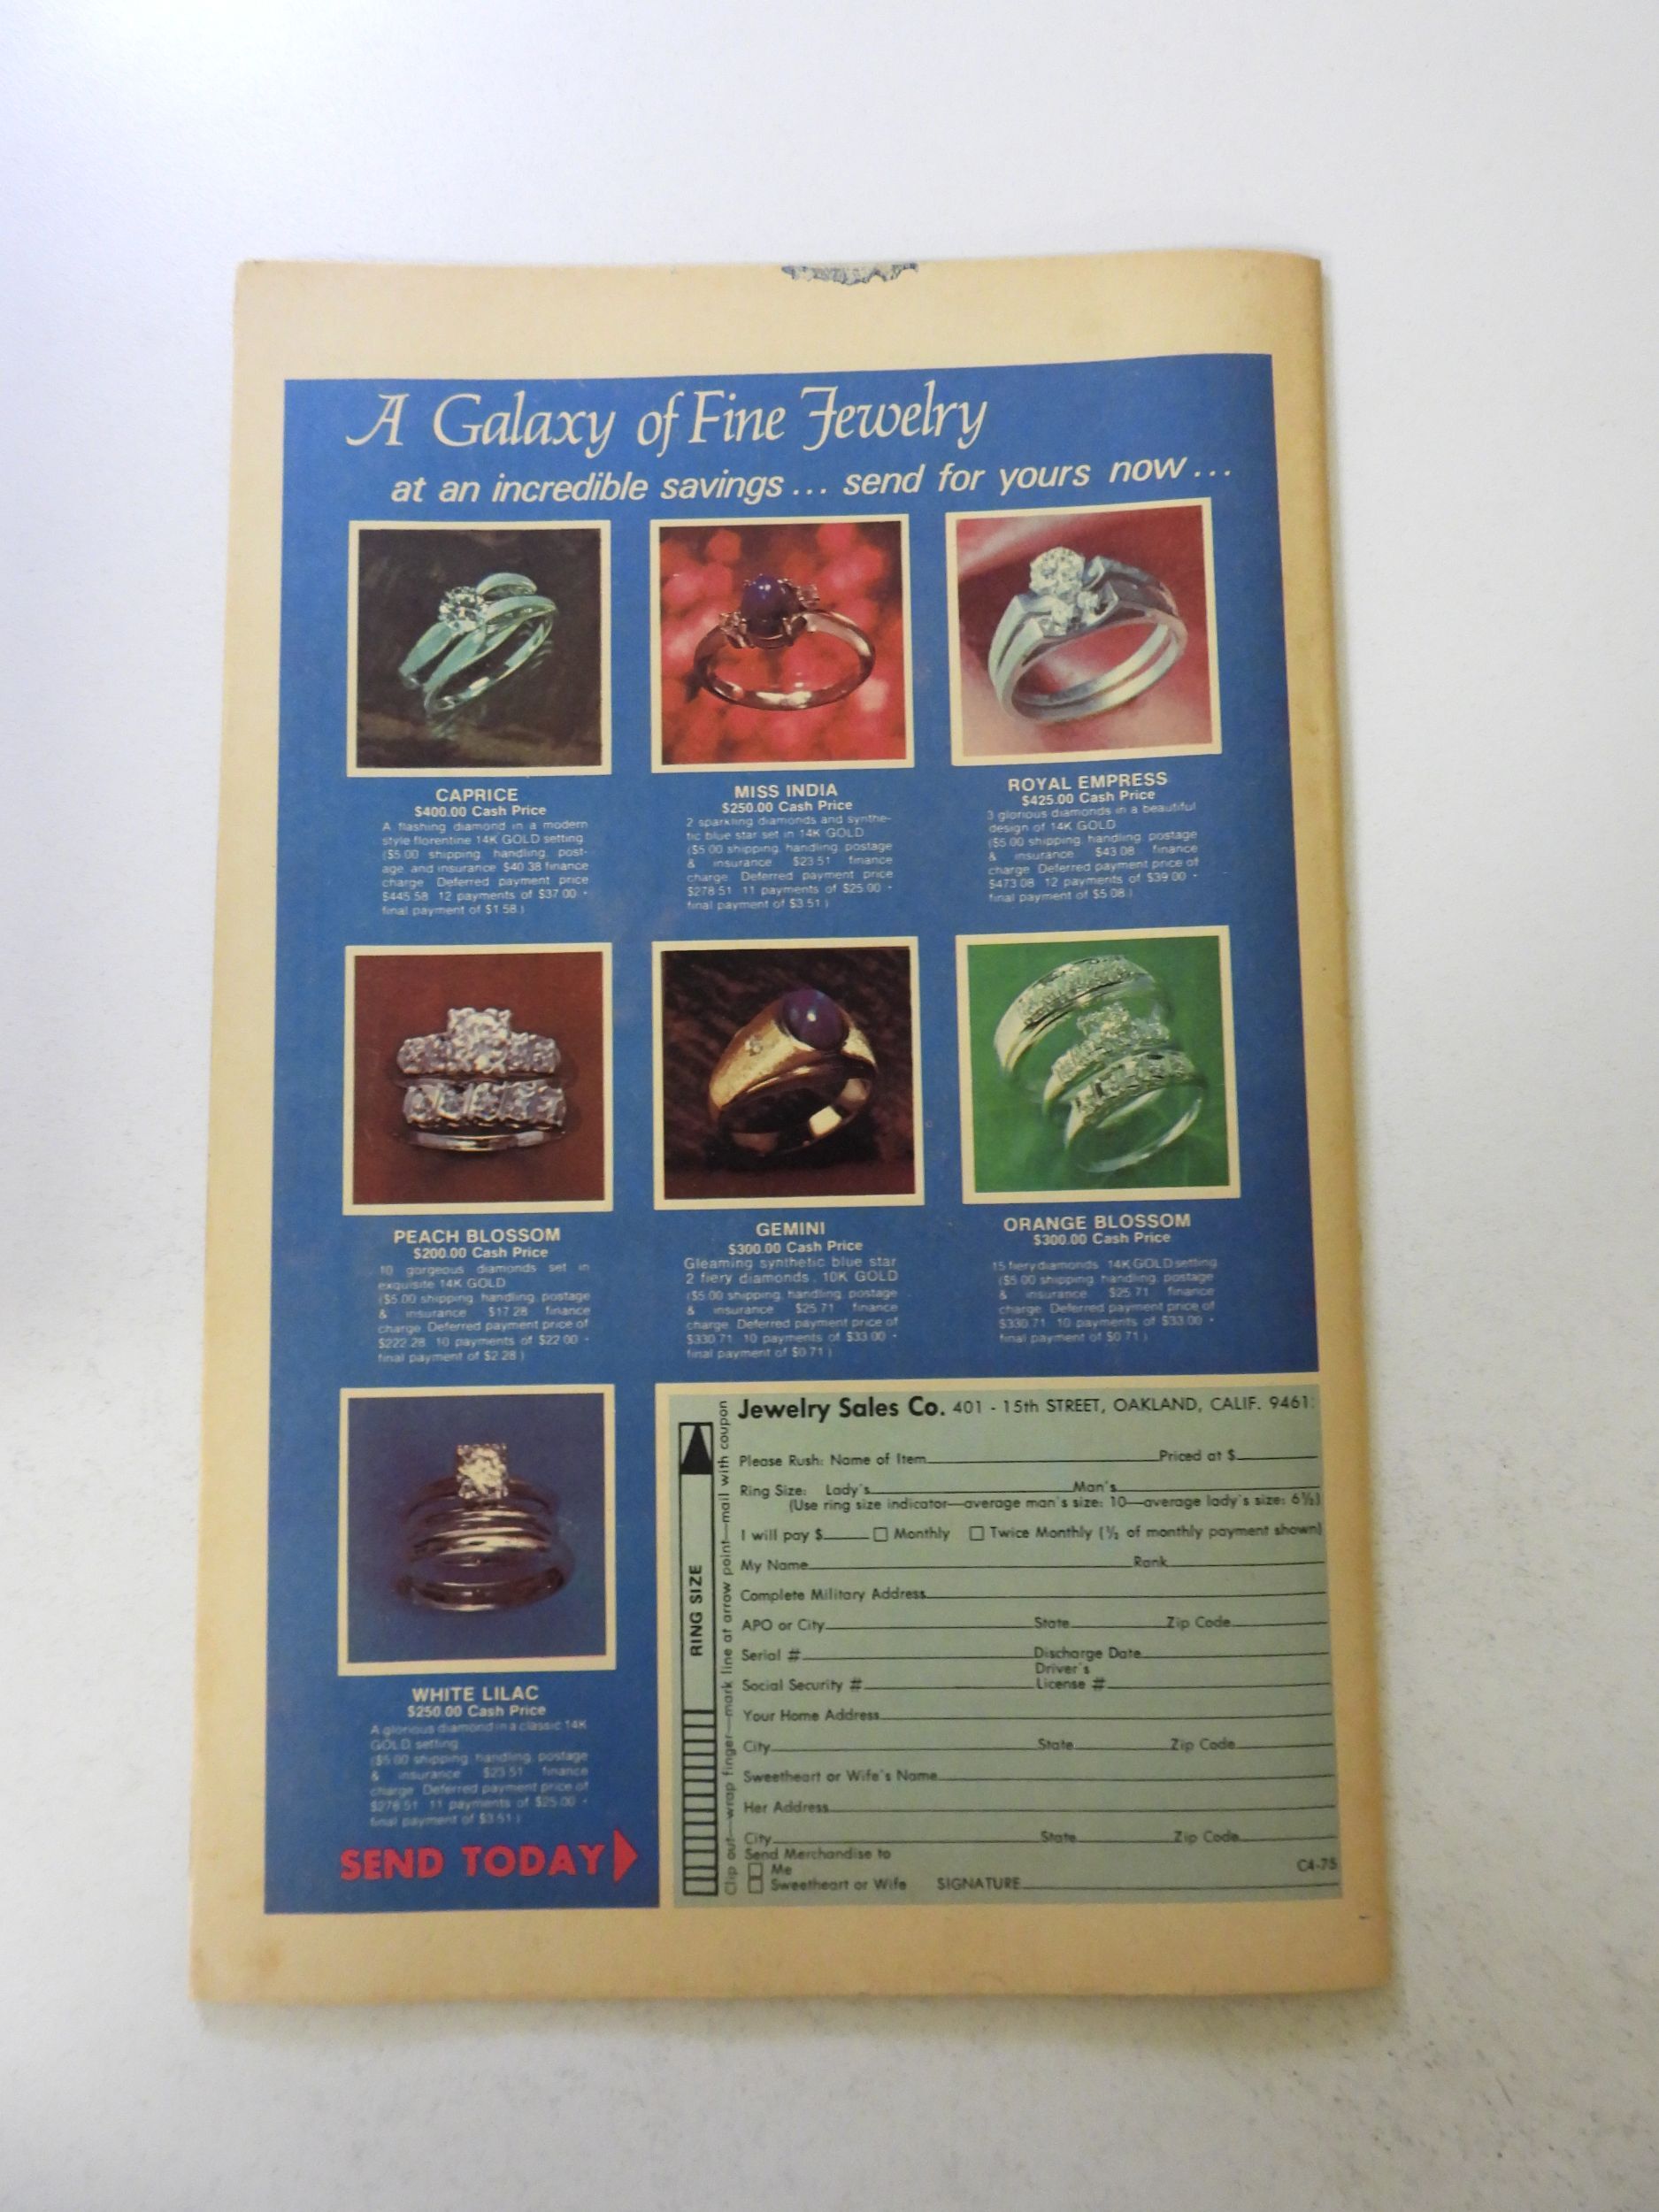 A Galaxy of Fine Jewelry
at an incredible savings... send for yours now...
CAPRICE
$400.00 Cash Price
A flashing diamond in a modern
style florentine 14K GOLD setting
($5.00 shipping, handling, post-
age, and insurance $40.38 finance
charge Deferred payment price
$445.58 12 payments of $37.00 -
final payment of $1.58.)
MISS INDIA
$250.00 Cash Price
2 sparkling diamonds and synthe-
tic blue star set in 14K GOLD
($5.00 shipping, handling, postage
& insurance $23.51 finance
charge Deferred payment price
$278.51 11 payments of $25.00 -
final payment of $3.51.)
ROYAL EMPRESS
$425.00 Cash Price
3 glorious diamonds in a beautiful
design of 14K GOLD
($5.00 shipping, handling, postage
& insurance $43.08 finance
charge Deferred payment price of
$473.08 12 payments of $39.00 -
final payment of $5.08.)
PEACH BLOSSOM
$200.00 Cash Price
10 gorgeous diamonds set in
exquisite 14K GOLD
($5.00 shipping, handling, postage
& insurance $17.28 finance
charge Deferred payment price of
$222.28 10 payments of $22.00 -
final payment of $2.28.)
GEMINI
$300.00 Cash Price
Gleaming synthetic blue star
2 fiery diamonds. 10K GOLD
($5.00 shipping, handling, postage
& insurance $25.71 finance
charge Deferred payment price of
$330.71 10 payments of $33.00 -
final payment of $0.71.)
ORANGE BLOSSOM
$300.00 Cash Price
15 fiery diamonds 14K GOLD setting
($5.00 shipping, handling, postage
& insurance $25.71 finance
charge Deferred payment price of
$330.71 10 payments of $33.00 -
final payment of $0.71.)
WHITE LILAC
$250.00 Cash Price
A glorious diamond in a classic 14K
GOLD setting
($5.00 shipping, handling, postage
& insurance $23.51 finance
charge Deferred payment price of
$278.51 11 payments of $25.00 -
final payment of $3.51.)
SEND TODAY
RING SIZE
Clip out—wrap finger—mark line at arrow point—mail with coupon
Jewelry Sales Co. 401 - 15th STREET, OAKLAND, CALIF. 9461
Please Rush: Name of Item Priced at $
Ring Size: Lady's Man's
(Use ring size indicator—average man's size: 10—average lady's size: 6½)
I will pay $ Monthly Twice Monthly (½ of monthly payment shown)
My Name Rank
Complete Military Address
APO or City State Zip Code
Serial # Discharge Date
Social Security # Driver's License #
Your Home Address
City State Zip Code
Sweetheart or Wife's Name
Her Address
City State Zip Code
Send Merchandise to
Me
Sweetheart or Wife SIGNATURE
C4-75